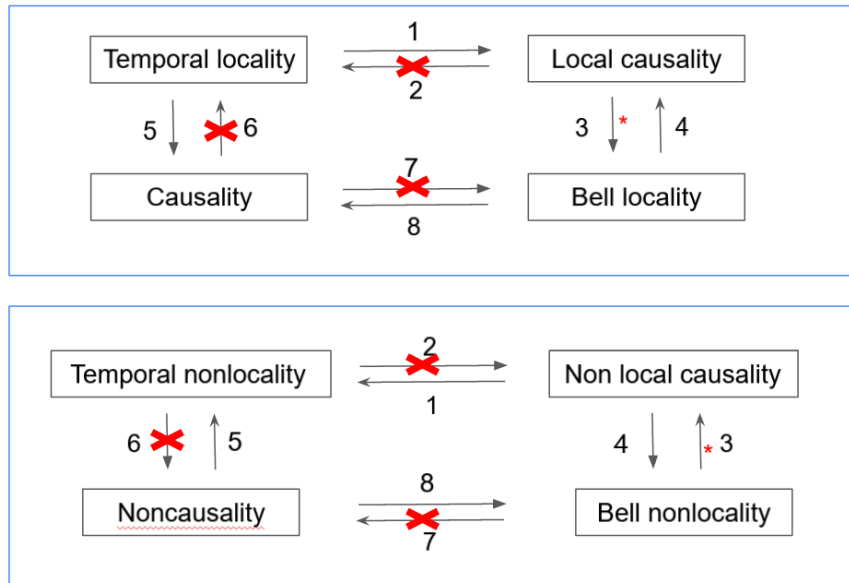 1
Temporal locality
Local causality
2
5
6
3
*
4
7
Causality
Bell locality
8
2
Temporal nonlocality
Non local causality
1
6
5
4
*
3
8
Noncausality
Bell nonlocality
7